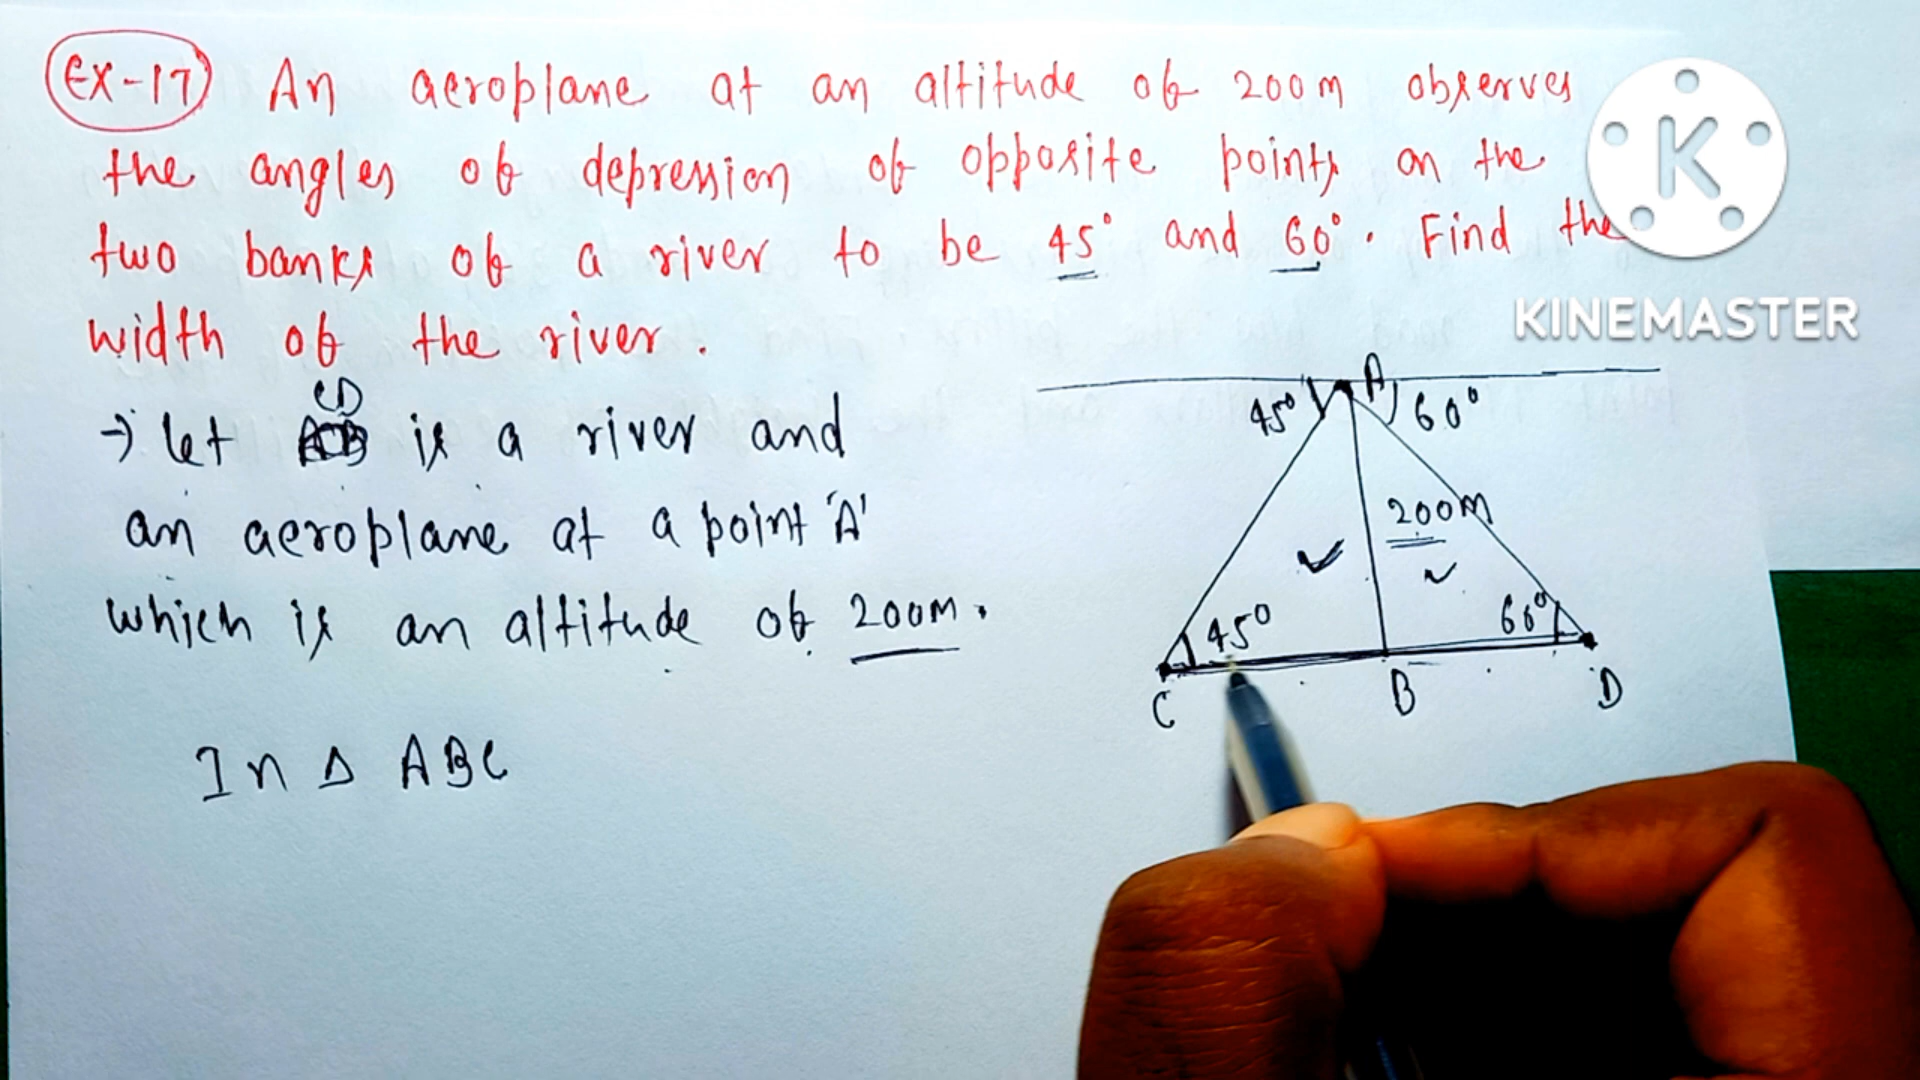 Ex-17 An aeroplane at an altitude of 200m observes
the angles of depression of opposite points on the
two banks of a river to be 45° and 60°. Find the
width of the river.
CD
→ let is a river and
an aeroplane at a point 'A'
which is an altitude of 200m.
In Δ ABC
K
KINEMASTER
A
45° 60°
200m
45° 60°
C B D